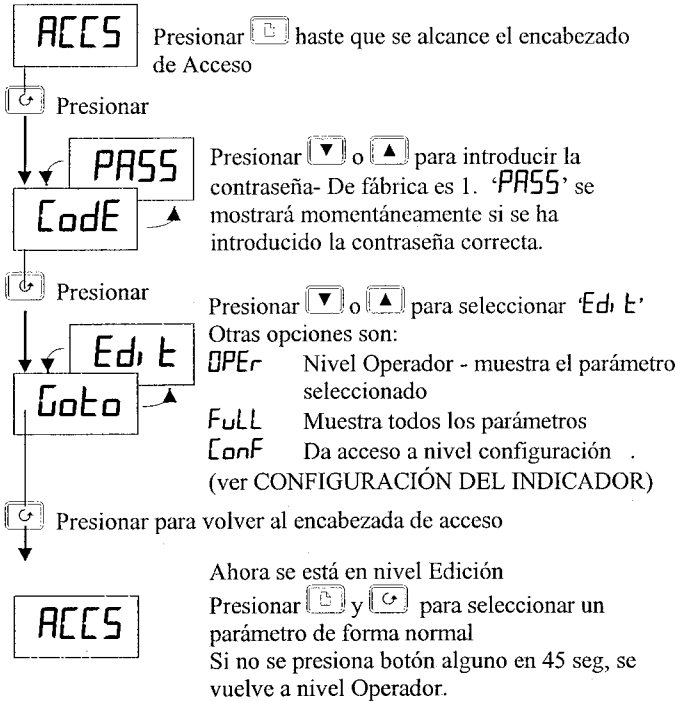 ACCS
Presionar haste que se alcance el encabezado
de Acceso
Presionar
PASS
CodE
Presionar ▼ o ▲ para introducir la
contraseña- De fábrica es 1. ‘PASS’ se
mostrará momentáneamente si se ha
introducido la contraseña correcta.
Presionar
Edit
Goto
Presionar ▼ o ▲ para seleccionar ‘Edit’
Otras opciones son:
OPEr Nivel Operador - muestra el parámetro
seleccionado
FuLL Muestra todos los parámetros
ConF Da acceso a nivel configuración .
(ver CONFIGURACIÓN DEL INDICADOR)
Presionar para volver al encabezada de acceso
ACCS
Ahora se está en nivel Edición
Presionar y para seleccionar un
parámetro de forma normal
Si no se presiona botón alguno en 45 seg, se
vuelve a nivel Operador.